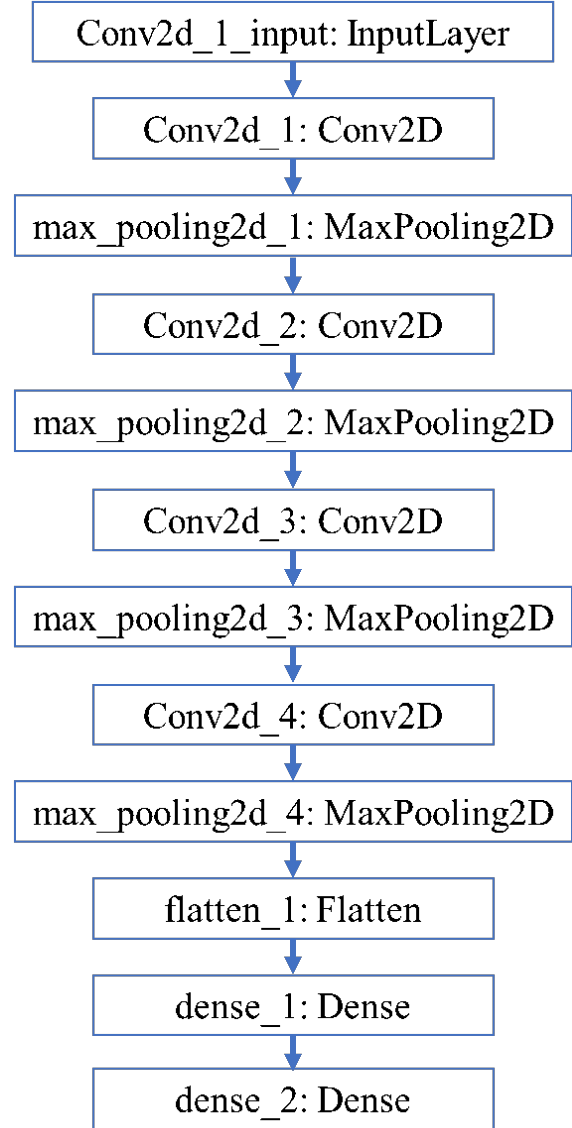 Conv2d_1_input: InputLayer
Conv2d_1: Conv2D
max_pooling2d_1: MaxPooling2D
Conv2d_2: Conv2D
max_pooling2d_2: MaxPooling2D
Conv2d_3: Conv2D
max_pooling2d_3: MaxPooling2D
Conv2d_4: Conv2D
max_pooling2d_4: MaxPooling2D
flatten_1: Flatten
dense_1: Dense
dense_2: Dense